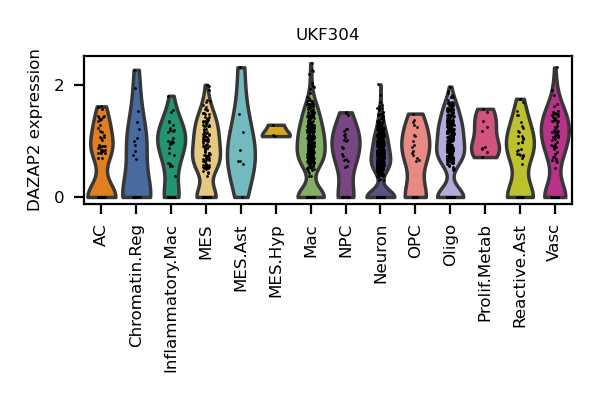 UKF304
DAZAP2 expression
2
0
AC
Chromatin.Reg
Inflammatory.Mac
MES
MES.Ast
MES.Hyp
Mac
NPC
Neuron
OPC
Oligo
Prolif.Metab
Reactive.Ast
Vasc